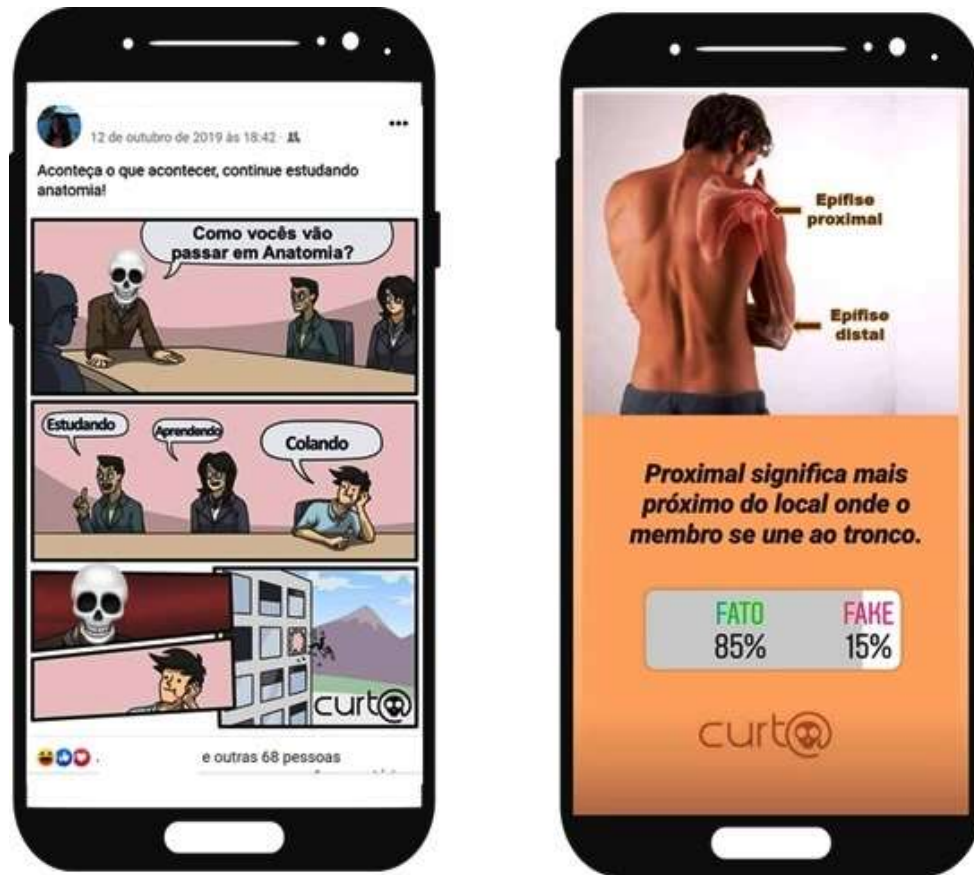 12 de outubro de 2019 às 18:42
Aconteça o que acontecer, continue estudando
anatomia!
Como vocês vão
passar em Anatomia?
Estudando
Aprendendo
Colando
curt@
e outras 68 pessoas
Epífise
proximal
Epífise
distal
Proximal significa mais
próximo do local onde o
membro se une ao tronco.
FATO FAKE
85% 15%
curt@